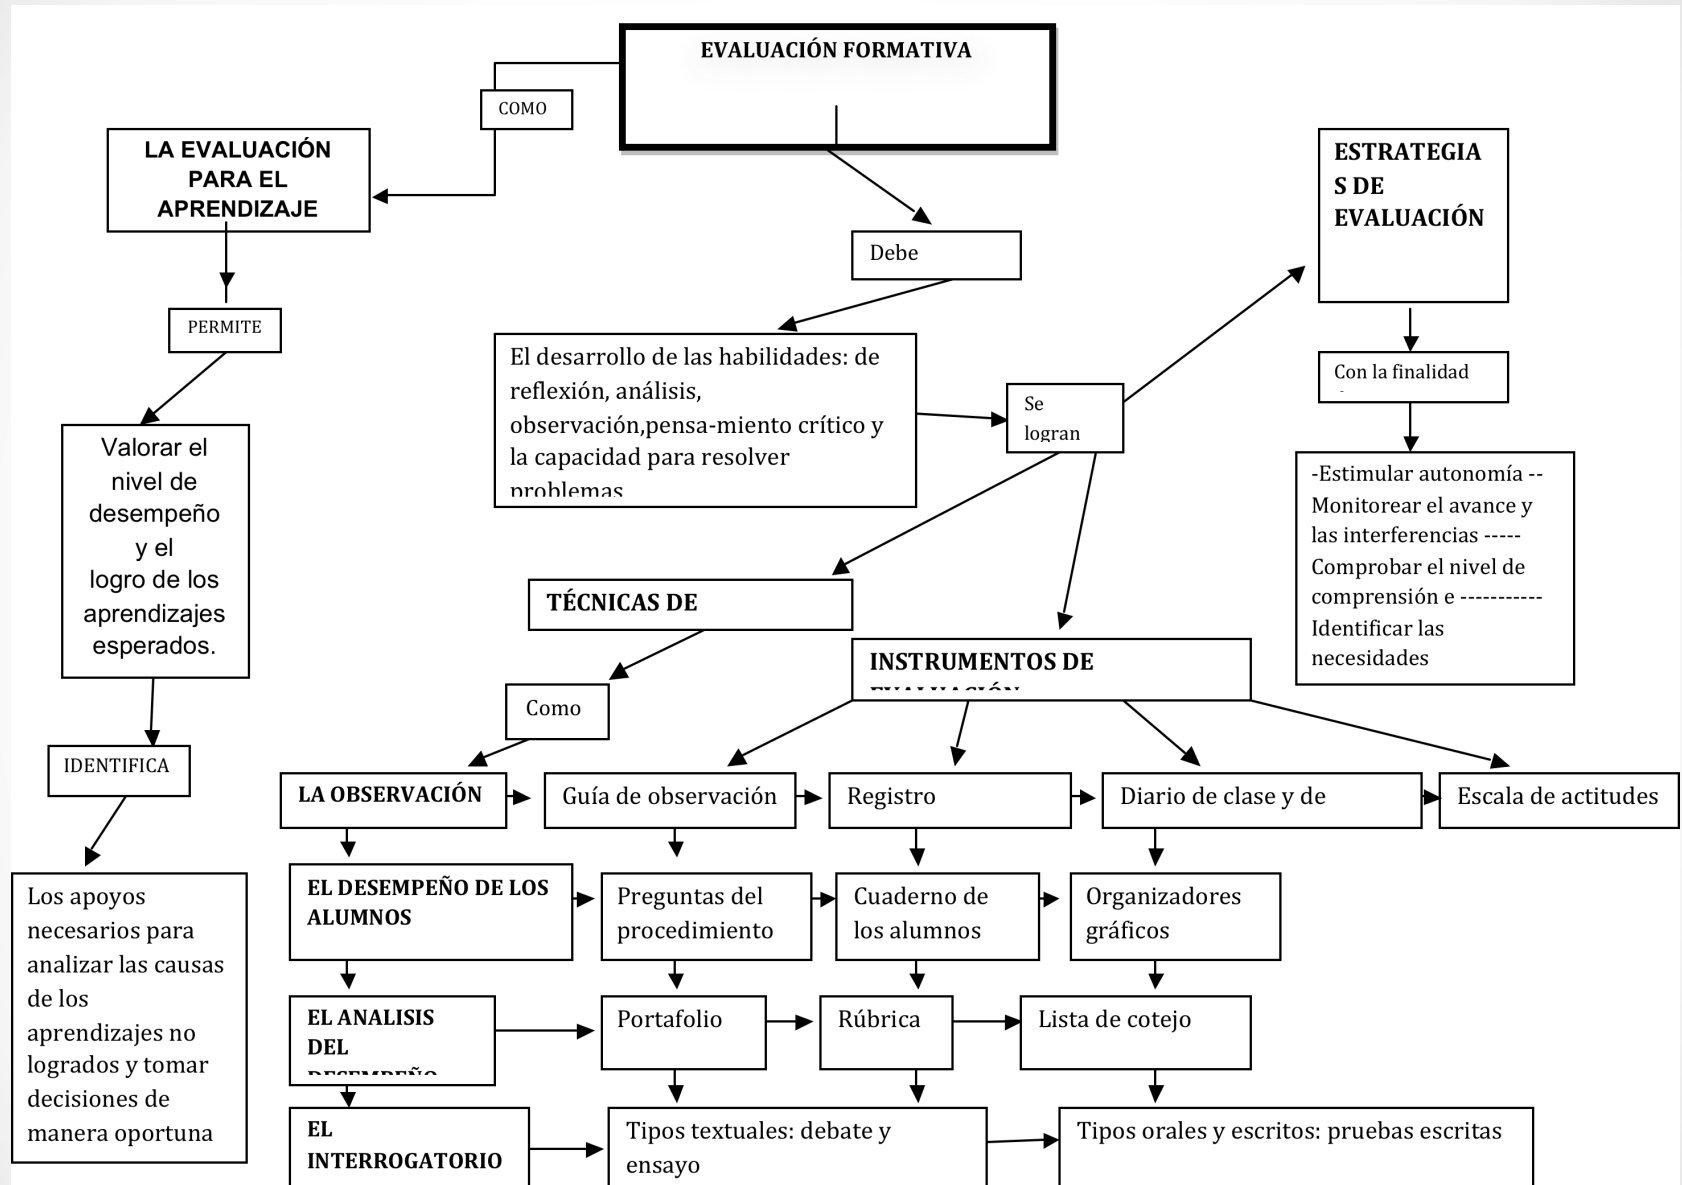 EVALUACIÓN FORMATIVA
COMO
LA EVALUACIÓN
PARA EL
APRENDIZAJE
ESTRATEGIA
S DE
EVALUACIÓN
Debe
PERMITE
El desarrollo de las habilidades: de
reflexión, análisis,
observación,pensa-miento crítico y
la capacidad para resolver
problemas
Se
logran
Con la finalidad
Valorar el
nivel de
desempeño
y el
logro de los
aprendizajes
esperados.
-Estimular autonomía --
Monitorear el avance y
las interferencias -----
Comprobar el nivel de
comprensión e -----------
Identificar las
necesidades
TÉCNICAS DE
INSTRUMENTOS DE
EVALUACIÓN
Como
IDENTIFICA
LA OBSERVACIÓN
Guía de observación
Registro
Diario de clase y de
Escala de actitudes
EL DESEMPEÑO DE LOS
ALUMNOS
Preguntas del
procedimiento
Cuaderno de
los alumnos
Organizadores
gráficos
Los apoyos
necesarios para
analizar las causas
de los
aprendizajes no
logrados y tomar
decisiones de
manera oportuna
EL ANALISIS
DEL
DESEMPEÑO
Portafolio
Rúbrica
Lista de cotejo
EL
INTERROGATORIO
Tipos textuales: debate y
ensayo
Tipos orales y escritos: pruebas escritas